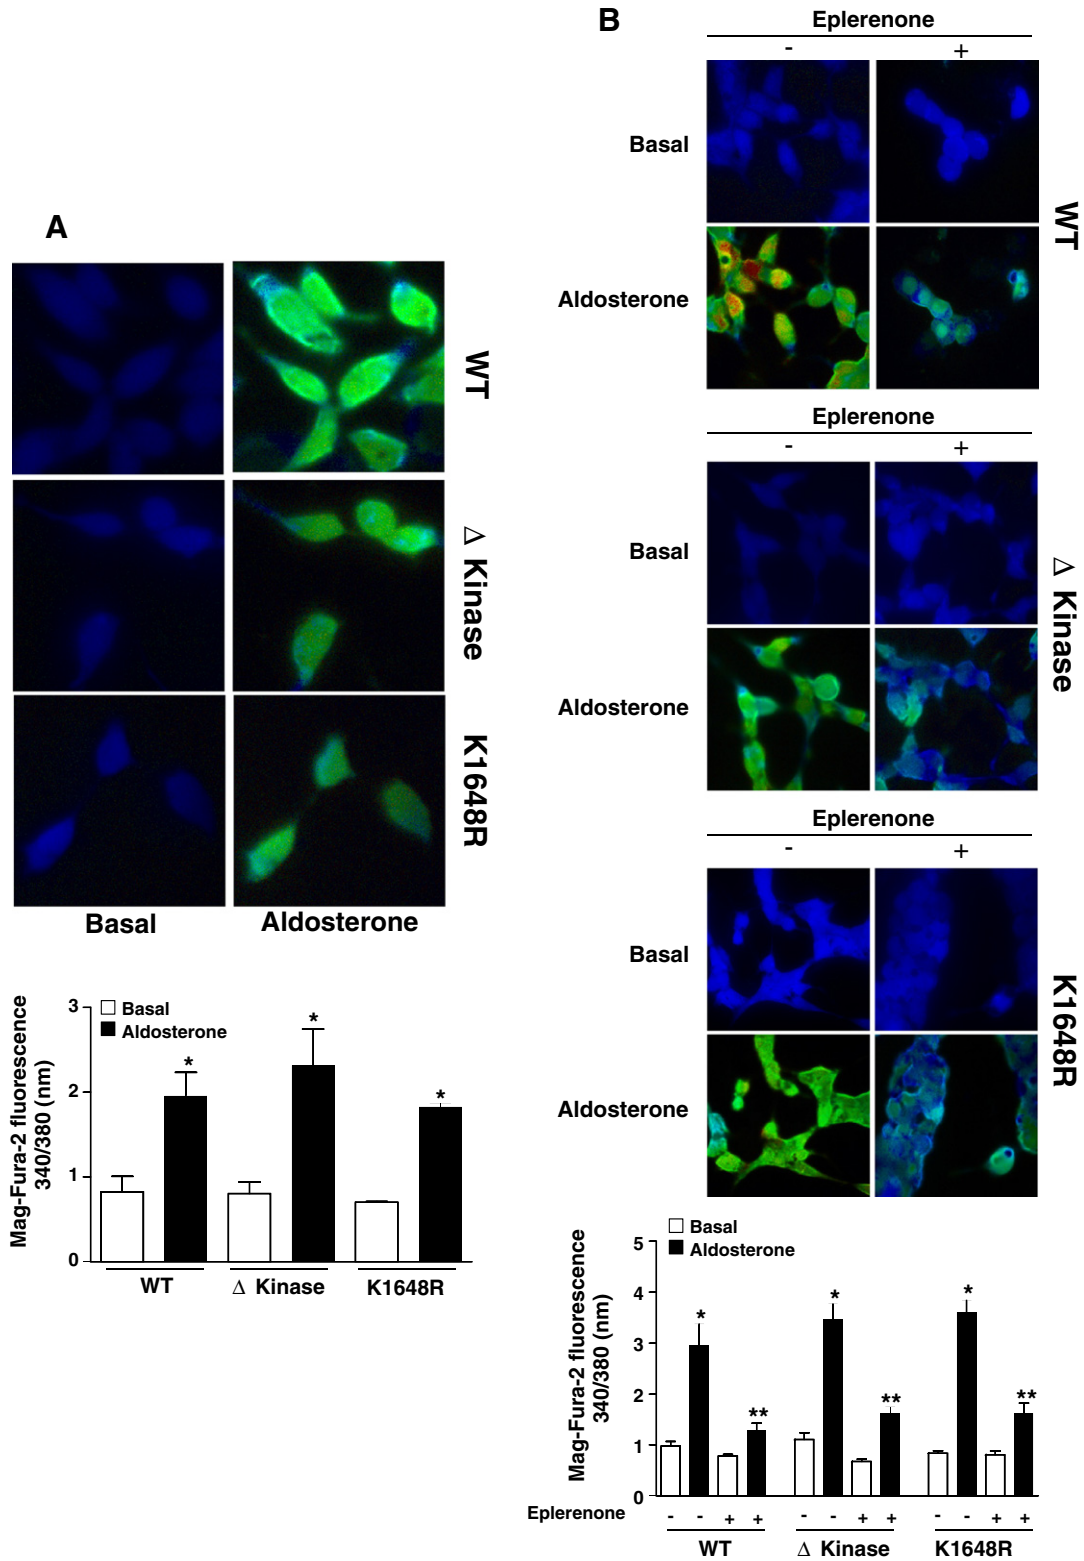 A
WT
Δ Kinase
K1648R
Basal Aldosterone
Mag-Fura-2 fluorescence
340/380 (nm)
3
2
1
0
Basal
Aldosterone
*
*
*
WT Δ Kinase K1648R
B
Eplerenone
- +
Basal
Aldosterone
WT
Eplerenone
- +
Basal
Aldosterone
Δ Kinase
Eplerenone
- +
Basal
Aldosterone
K1648R
Mag-Fura-2 fluorescence
340/380 (nm)
5
4
3
2
1
0
Basal
Aldosterone
* ** * ** * **
Eplerenone - - + + - - + + - - + +
WT Δ Kinase K1648R